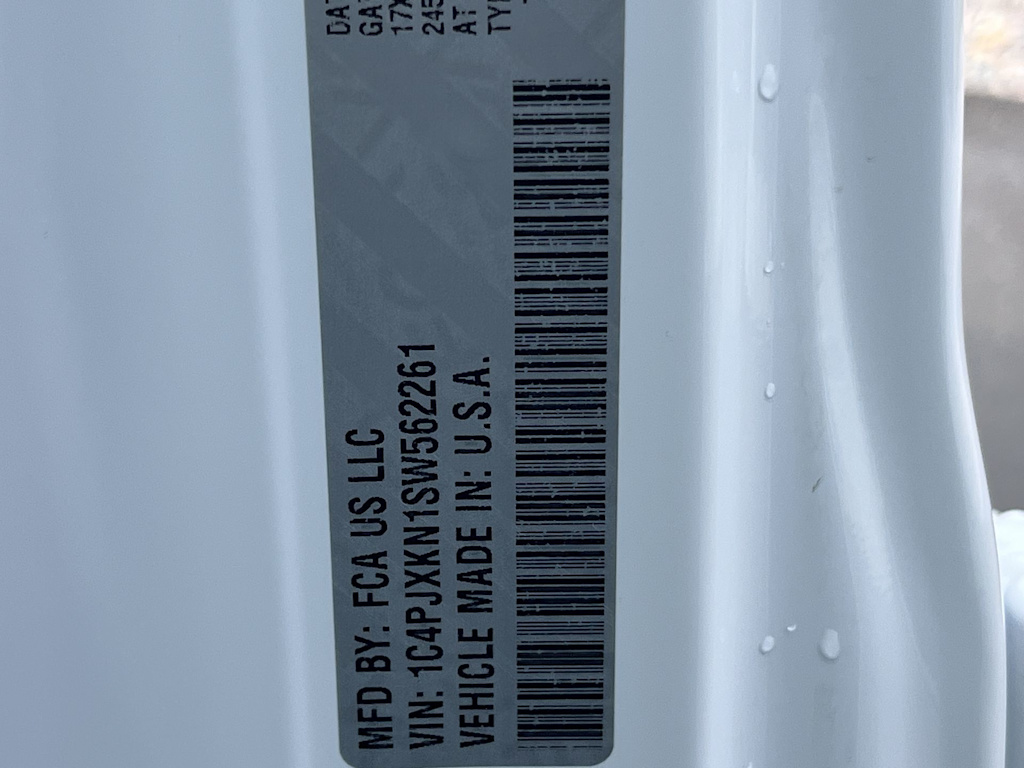 MFD BY: FCA US LLC
VIN: 1C4PJXKN1SW562261
VEHICLE MADE IN: U.S.A.